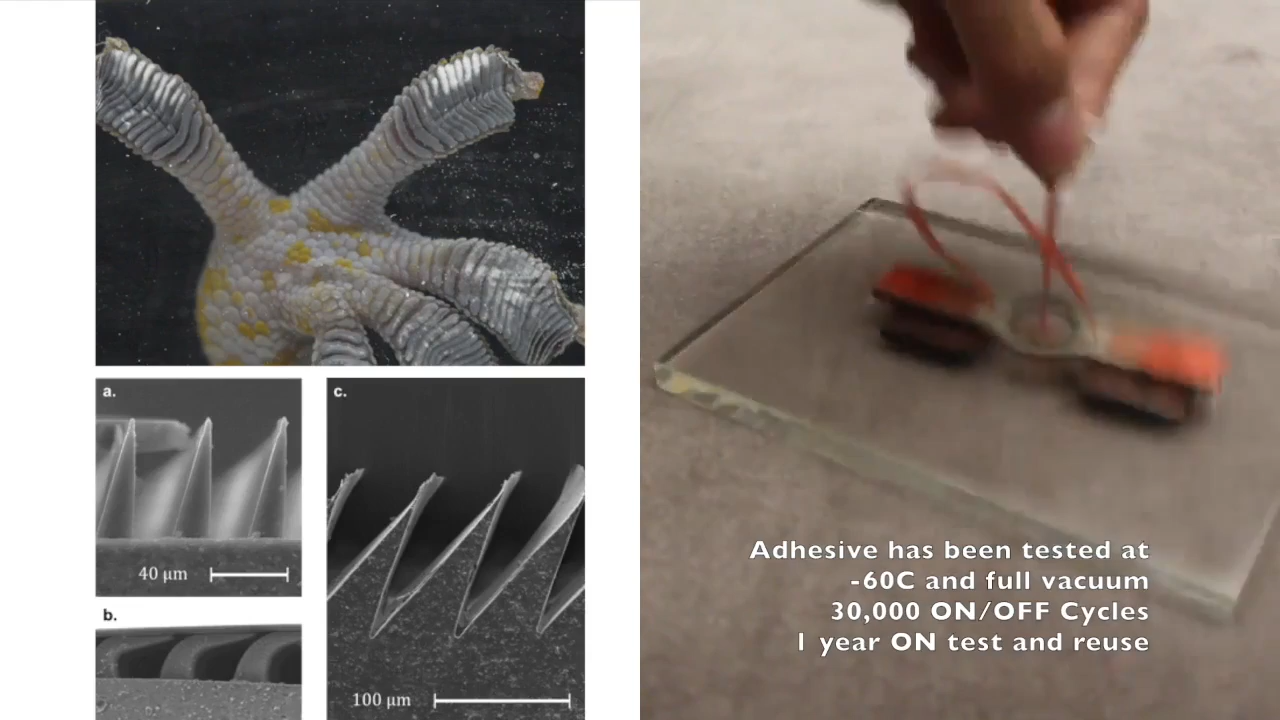 a.
40 μm
b.
c.
100 μm
Adhesive has been tested at
-60C and full vacuum
30,000 ON/OFF Cycles
1 year ON test and reuse